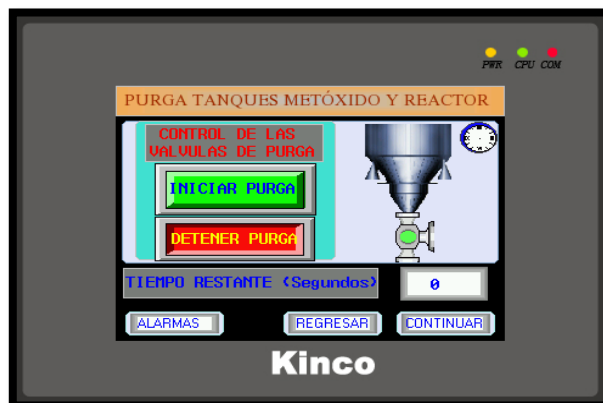 PWR CPU COM
PURGA TANQUES METÓXIDO Y REACTOR
CONTROL DE LAS
VALVULAS DE PURGA
INICIAR PURGA
DETENER PURGA
TIEMPO RESTANTE (Segundos)
0
ALARMAS REGRESAR CONTINUAR
Kinco